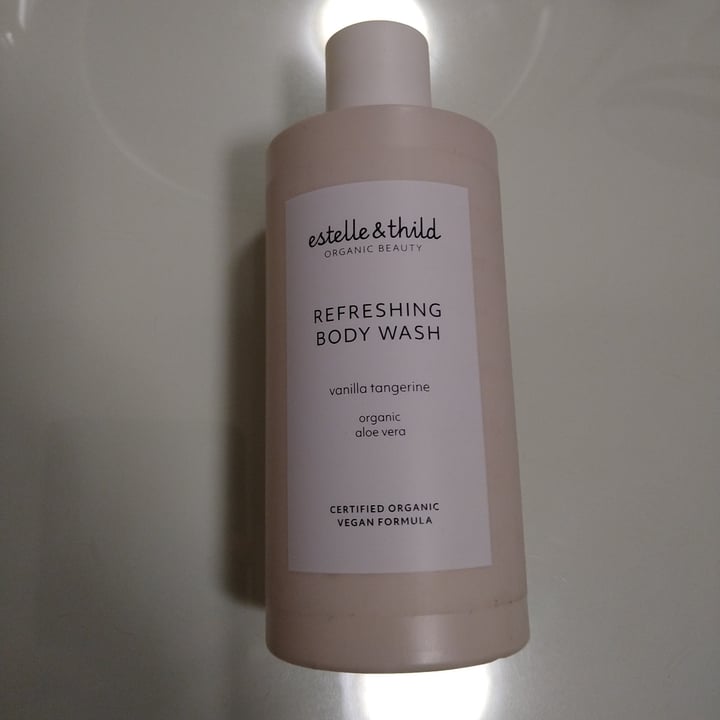 estelle & thild
ORGANIC BEAUTY
REFRESHING
BODY WASH
vanilla tangerine
organic
aloe vera
CERTIFIED ORGANIC
VEGAN FORMULA